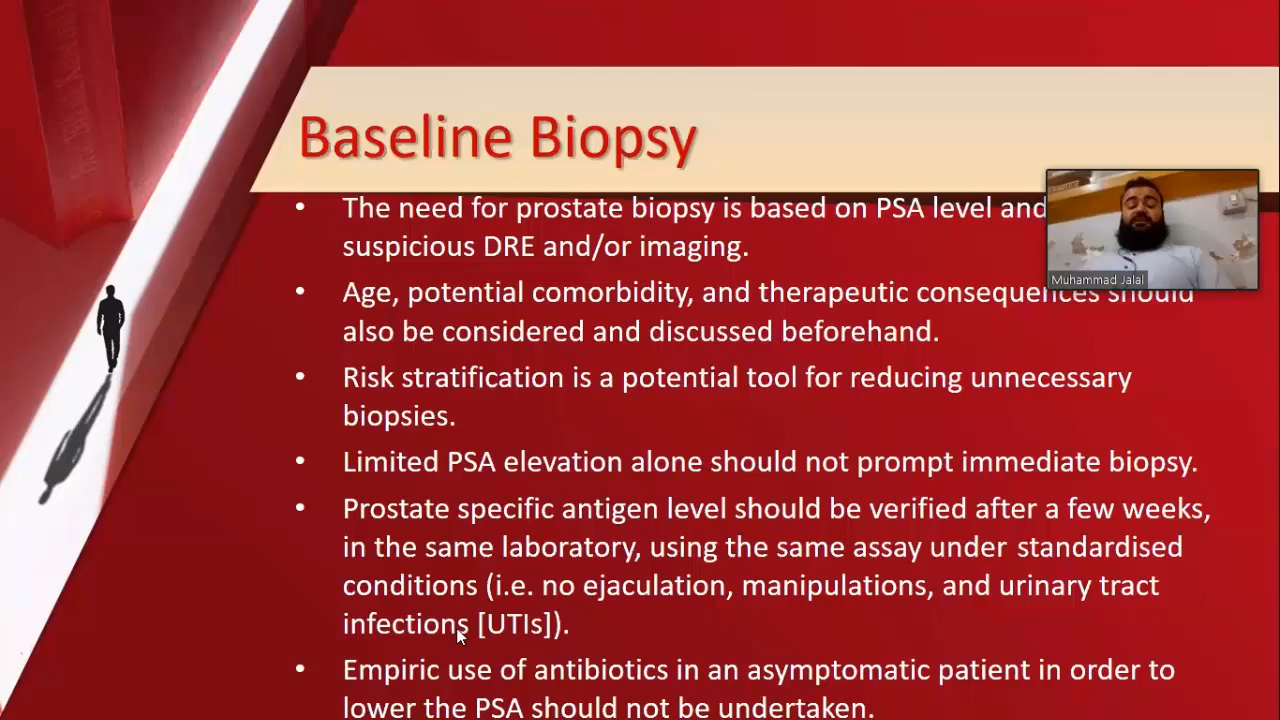 Baseline Biopsy
• The need for prostate biopsy is based on PSA level and
suspicious DRE and/or imaging.
• Age, potential comorbidity, and therapeutic consequences should
also be considered and discussed beforehand.
• Risk stratification is a potential tool for reducing unnecessary
biopsies.
• Limited PSA elevation alone should not prompt immediate biopsy.
• Prostate specific antigen level should be verified after a few weeks,
in the same laboratory, using the same assay under standardised
conditions (i.e. no ejaculation, manipulations, and urinary tract
infections [UTIs]).
• Empiric use of antibiotics in an asymptomatic patient in order to
lower the PSA should not be undertaken.
Muhammad Jalal